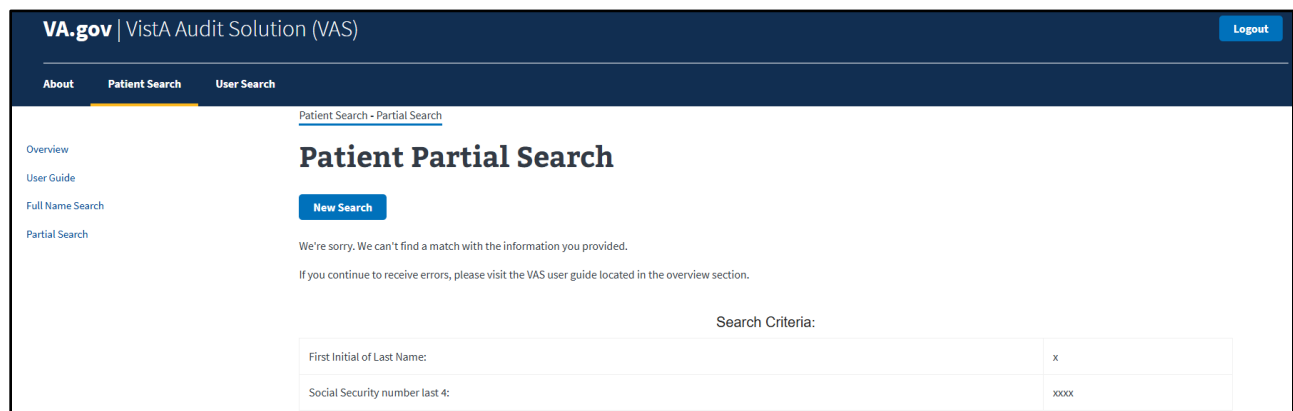 VA.gov | VistA Audit Solution (VAS)
Logout
About Patient Search User Search
Patient Search - Partial Search
Overview
User Guide
Full Name Search
Partial Search
Patient Partial Search
New Search
We're sorry. We can't find a match with the information you provided.
If you continue to receive errors, please visit the VAS user guide located in the overview section.
Search Criteria:
First Initial of Last Name: x
Social Security number last 4: xxxx